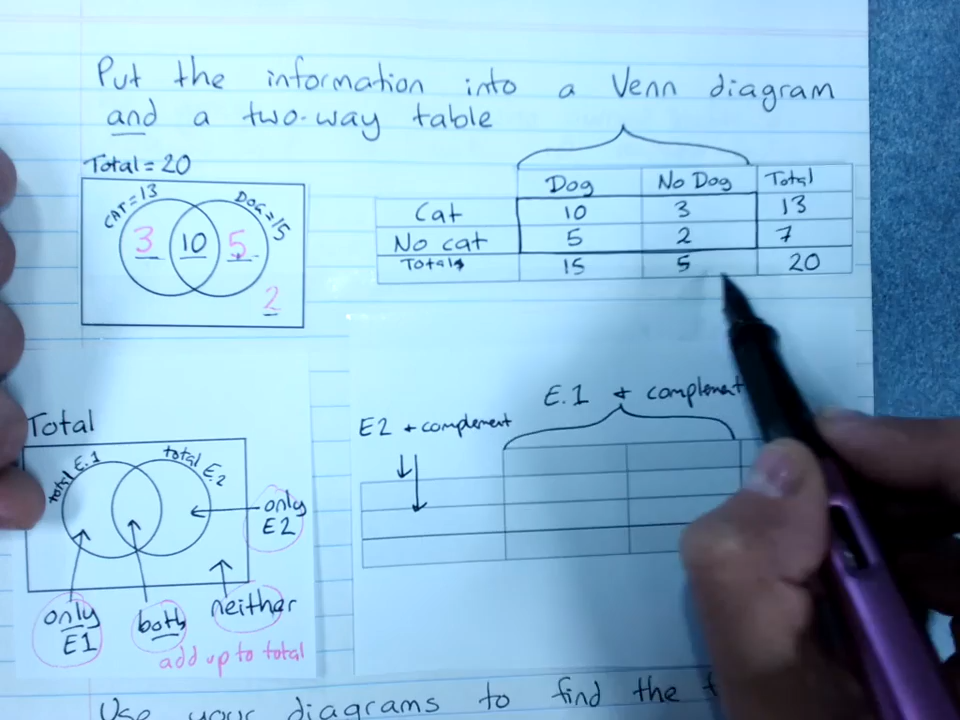 Put the information into a Venn diagram
and a two-way table
Total = 20
CAT = 13
DOG = 15
3 10 5
2
Dog No Dog Total
Cat 10 3 13
No cat 5 2 7
Totals 15 5 20
E.1 + complement
E2 + complement
Total
total E.1
total E.2
only
E2
only
E1
both
neither
add up to total
Use your diagrams to find the